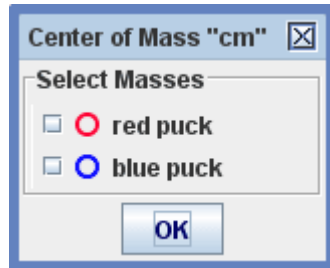 Center of Mass "cm"
Select Masses
red puck
blue puck
OK